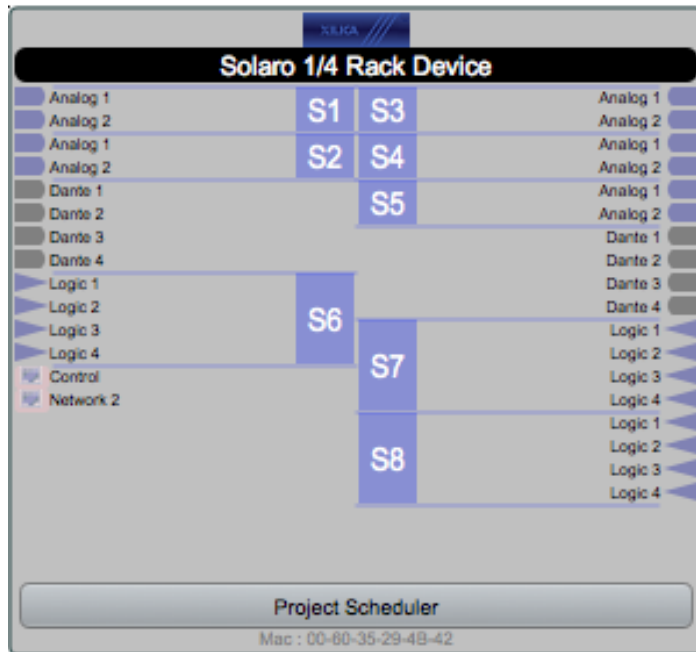 XILICA
Solaro 1/4 Rack Device
Analog 1 S1 S3 Analog 1
Analog 2 Analog 2
Analog 1 S2 S4 Analog 1
Analog 2 Analog 2
Dante 1 S5 Analog 1
Dante 2 Analog 2
Dante 3 Dante 1
Dante 4 Dante 2
Logic 1 S6 Dante 3
Logic 2 Dante 4
Logic 3 S7 Logic 1
Logic 4 Logic 2
Control Logic 3
Network 2 Logic 4
S8 Logic 1
Logic 2
Logic 3
Logic 4
Project Scheduler
Mac : 00-60-35-29-4B-42